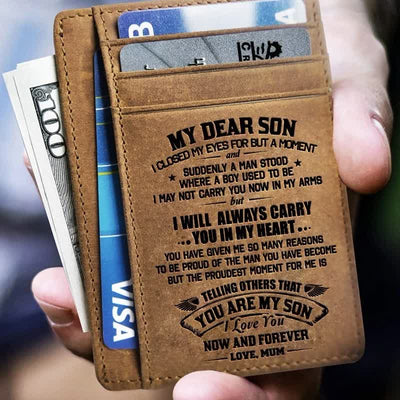 100
VISA
MY DEAR SON
I CLOSED MY EYES FOR BUT A MOMENT
and
SUDDENLY A MAN STOOD
WHERE A BOY USED TO BE
I MAY NOT CARRY YOU NOW IN MY ARMS
but
I WILL ALWAYS CARRY
...YOU IN MY HEART...
YOU HAVE GIVEN ME SO MANY REASONS
TO BE PROUD OF THE MAN YOU HAVE BECOME
BUT THE PROUDEST MOMENT FOR ME IS
TELLING OTHERS THAT
YOU ARE MY SON
I Love You
NOW AND FOREVER
LOVE, MUM